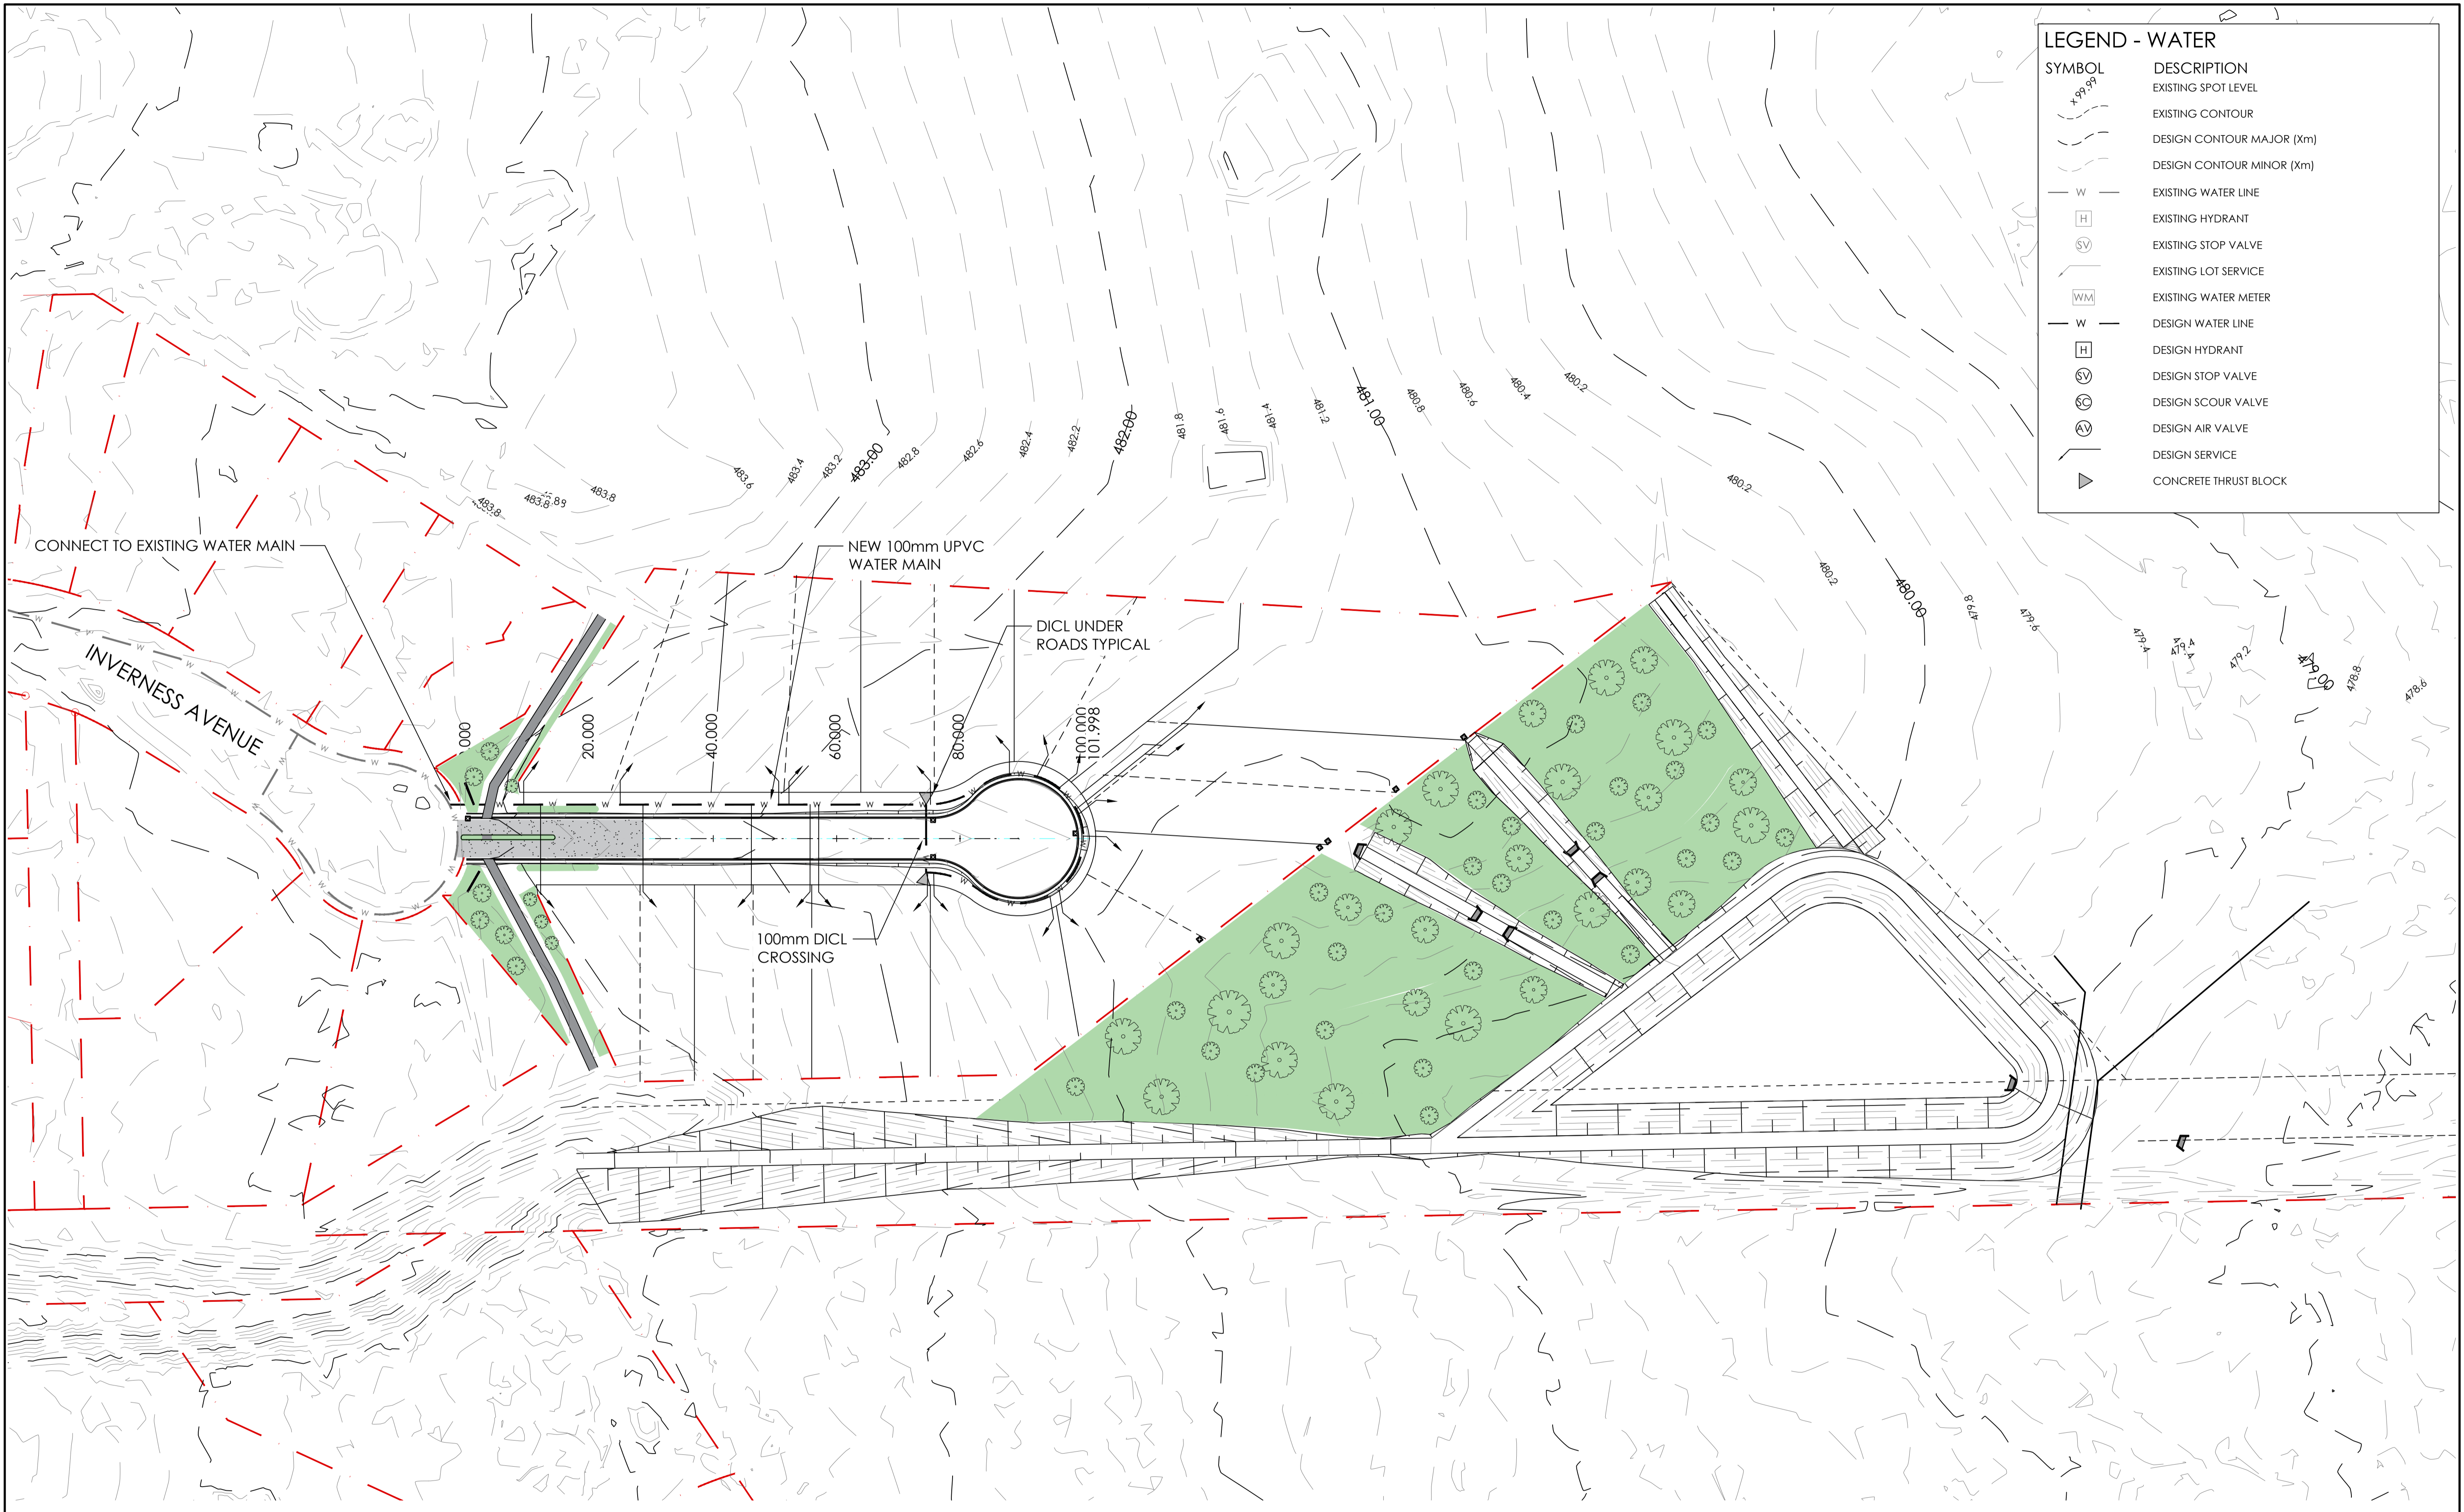 LEGEND - WATER
SYMBOL DESCRIPTION
x 99.99 EXISTING SPOT LEVEL
EXISTING CONTOUR
DESIGN CONTOUR MAJOR (Xm)
DESIGN CONTOUR MINOR (Xm)
W EXISTING WATER LINE
H EXISTING HYDRANT
SV EXISTING STOP VALVE
EXISTING LOT SERVICE
WM EXISTING WATER METER
W DESIGN WATER LINE
H DESIGN HYDRANT
SV DESIGN STOP VALVE
SC DESIGN SCOUR VALVE
AV DESIGN AIR VALVE
DESIGN SERVICE
CONCRETE THRUST BLOCK
483.8
483.8
483.8
483.6
483.4
483.2
483.00
482.8
482.6
482.4
482.2
482.00
481.8
481.6
481.4
481.2
481.00
480.8
480.6
480.4
480.2
480.2
480.2
480.00
479.8
479.6
479.4
479.4
479.4
479.2
479.00
478.8
478.6
CONNECT TO EXISTING WATER MAIN
NEW 100mm UPVC
WATER MAIN
DICL UNDER
ROADS TYPICAL
INVERNESS AVENUE
20.000
40.000
60.000
80.000
100.000
101.998
100mm DICL
CROSSING